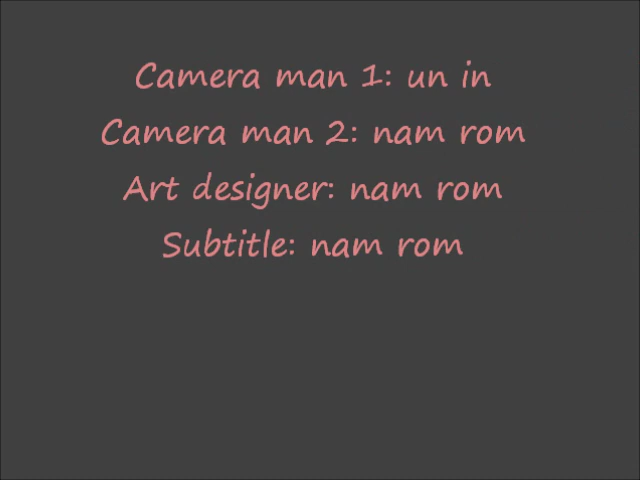 Camera man 1: un in
Camera man 2: nam rom
Art designer: nam rom
Subtitle: nam rom